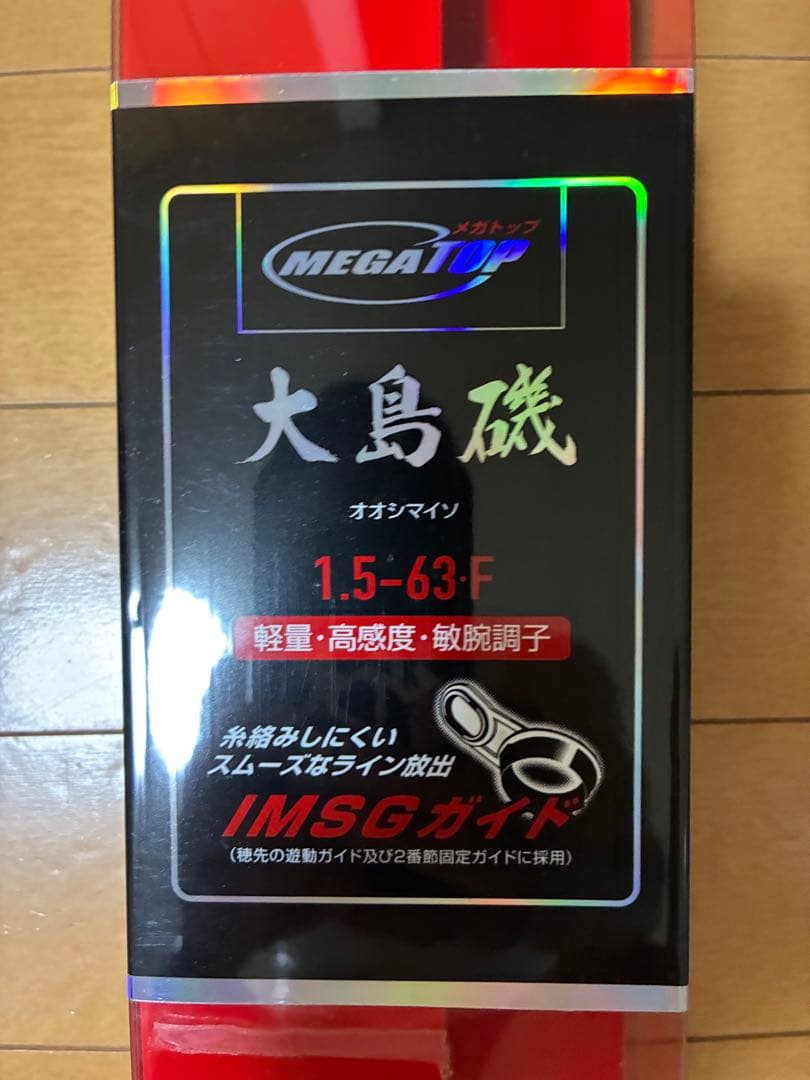 メガトップ
MEGATOP
大島磯
オオシマイソ
1.5-63·F
軽量・高感度・敏腕調子
糸絡みしにくい
スムーズなライン放出
IMSGガイド
(穂先の遊動ガイド及び2番節固定ガイドに採用)